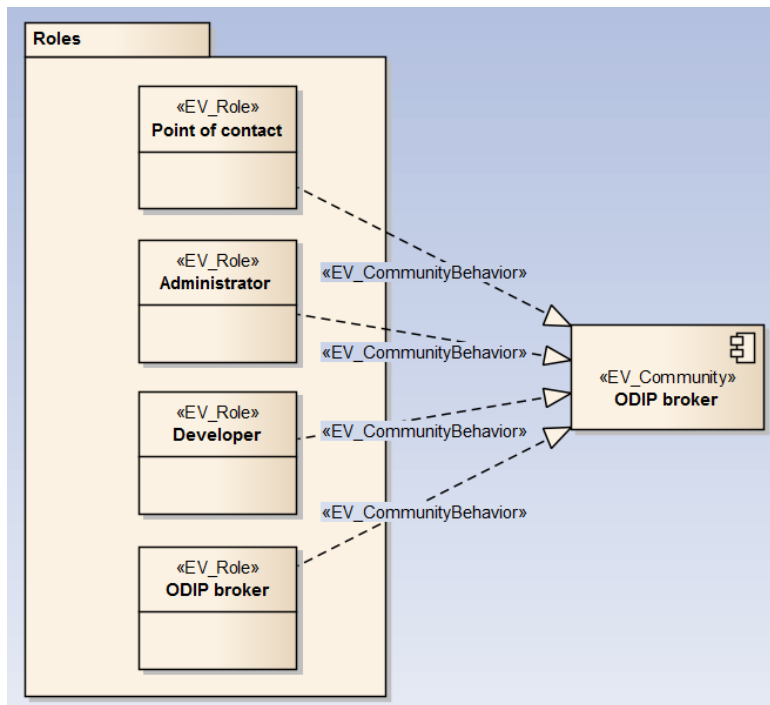 Roles
«EV_Role»
Point of contact
«EV_CommunityBehavior»
«EV_Role»
Administrator
«EV_CommunityBehavior»
«EV_Community»
ODIP broker
«EV_Role»
Developer
«EV_CommunityBehavior»
«EV_CommunityBehavior»
«EV_Role»
ODIP broker